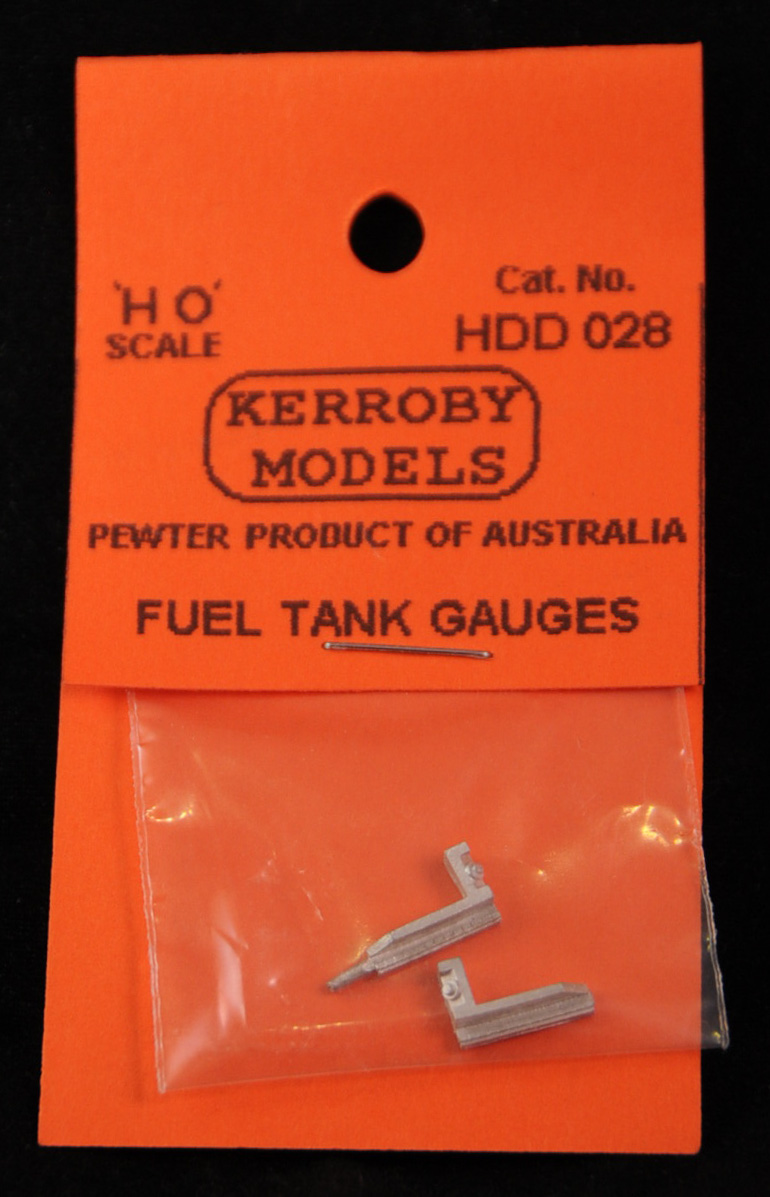 'H O'
SCALE
Cat. No.
HDD 028
KERROBY
MODELS
PEWTER PRODUCT OF AUSTRALIA
FUEL TANK GAUGES